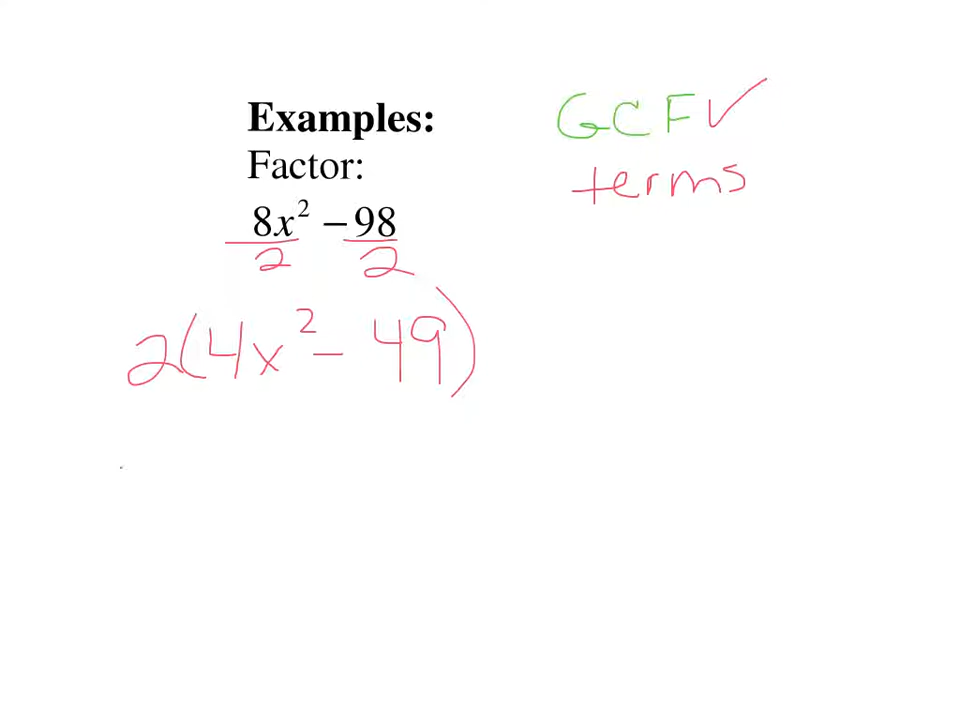 Examples:
GCF✓
Factor:
terms
8x² – 98
2 2
2(4x² – 49)